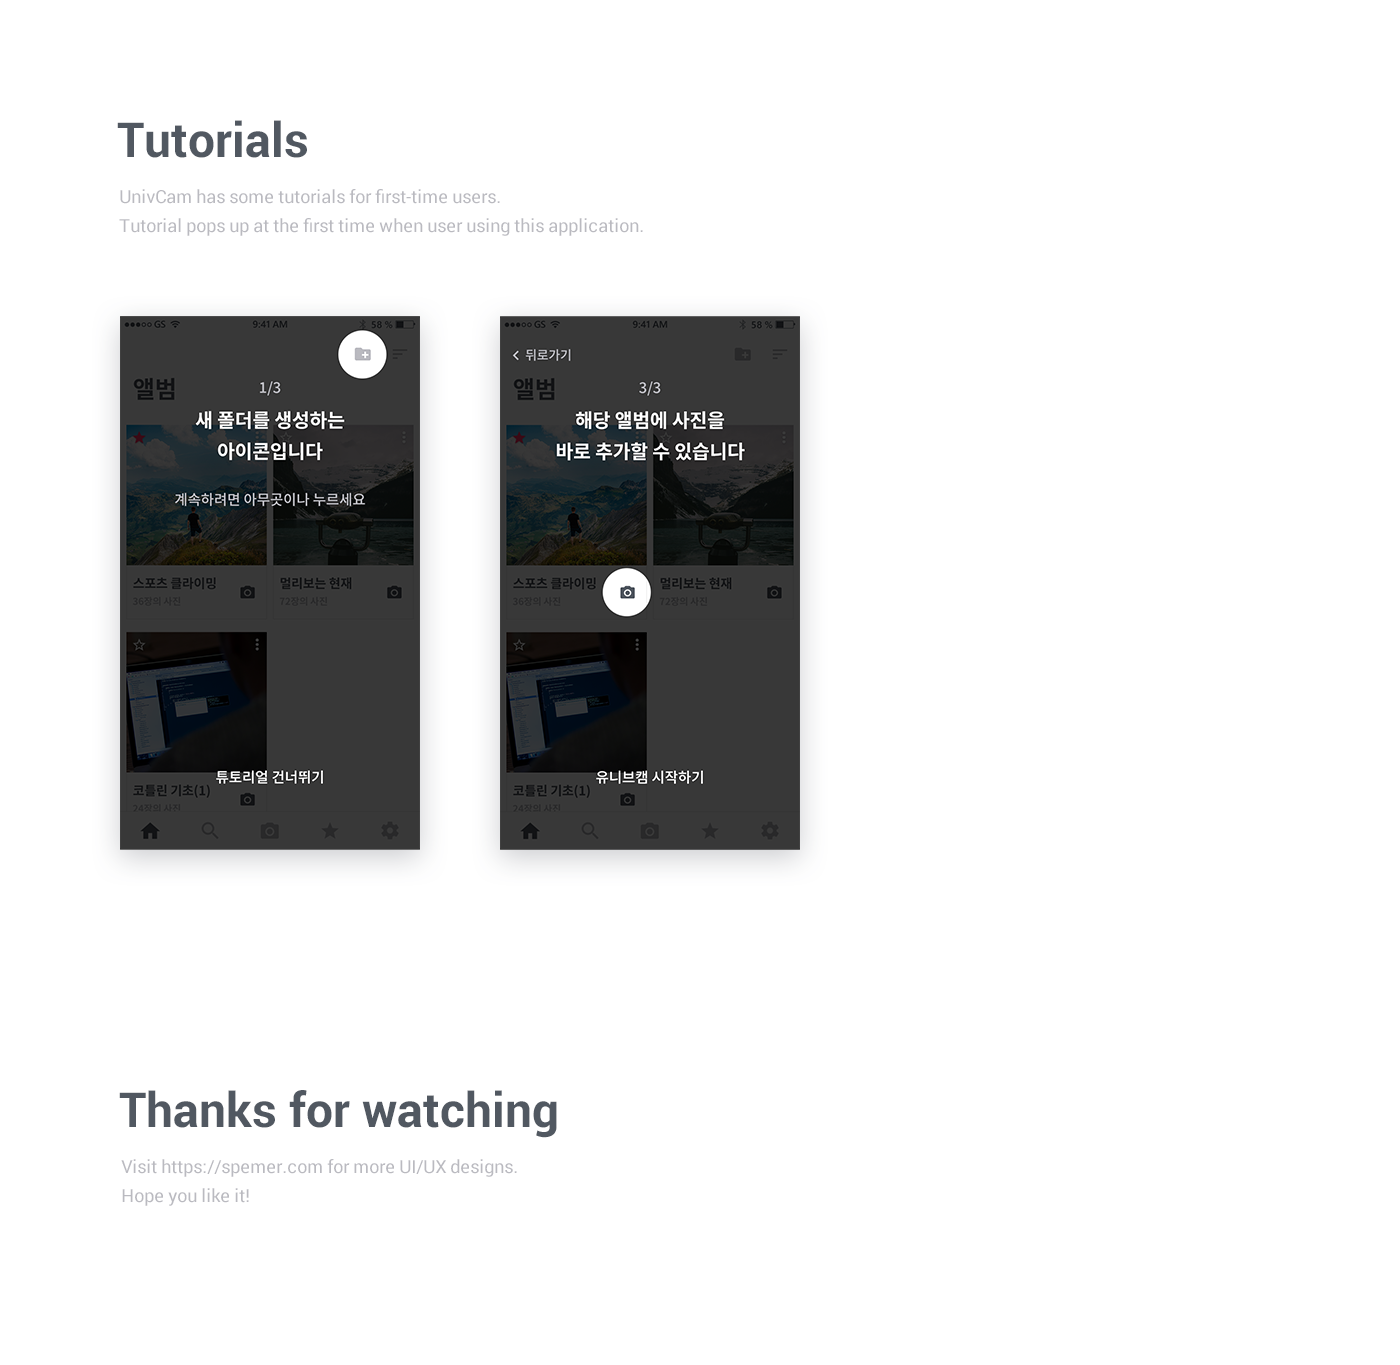 Tutorials
UnivCam has some tutorials for first-time users.
Tutorial pops up at the first time when user using this application.
GS
9:41 AM
58 %
앨범
1/3
새 폴더를 생성하는
아이콘입니다
계속하려면 아무곳이나 누르세요
스포츠 클라이밍
36장의 사진
멀리보는 현재
72장의 사진
튜토리얼 건너뛰기
코틀린 기초(1)
24장의 사진
GS
9:41 AM
58 %
뒤로가기
앨범
3/3
해당 앨범에 사진을
바로 추가할 수 있습니다
스포츠 클라이밍
36장의 사진
멀리보는 현재
72장의 사진
유니브캠 시작하기
코틀린 기초(1)
24장의 사진
Thanks for watching
Visit https://spemer.com for more UI/UX designs.
Hope you like it!